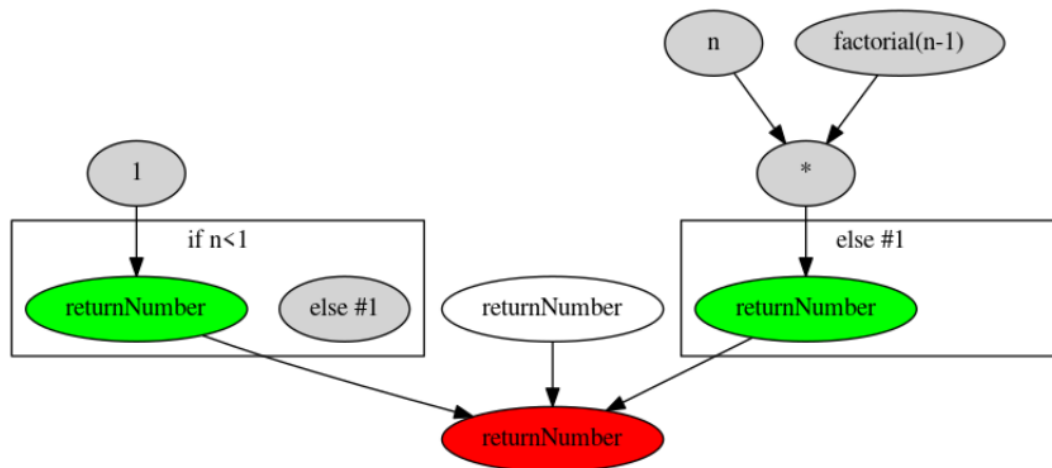 n
factorial(n-1)
1
*
if n<1
else #1
returnNumber
else #1
returnNumber
returnNumber
returnNumber